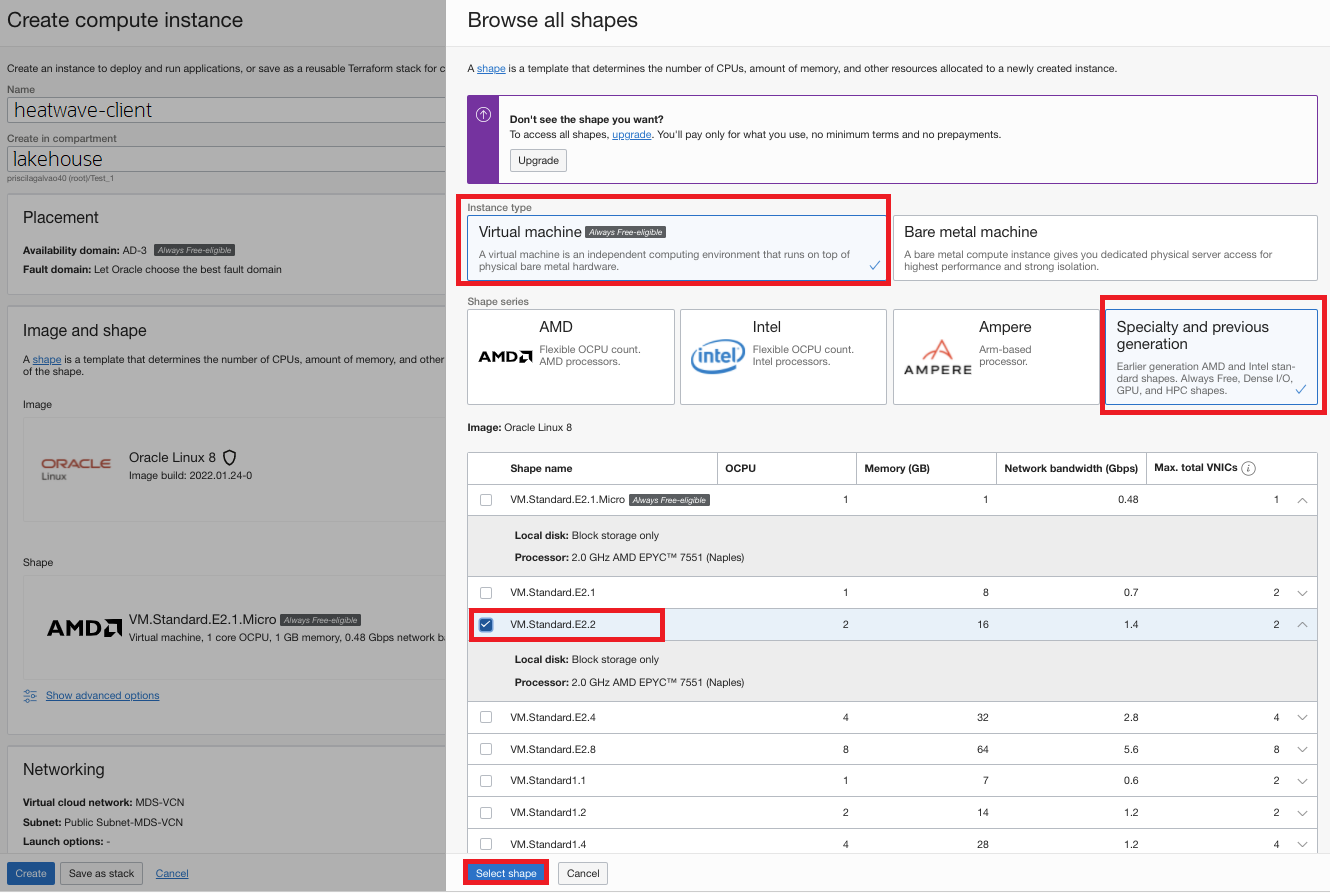 Create compute instance
Create an instance to deploy and run applications, or save as a reusable Terraform stack for c
Name
heatwave-client
Create in compartment
lakehouse
priscilagalvao40 (root)/Test_1
Placement
Availability domain: AD-3 Always Free-eligible
Fault domain: Let Oracle choose the best fault domain
Image and shape
A shape is a template that determines the number of CPUs, amount of memory, and other
of the shape.
Image
ORACLE
Linux
Oracle Linux 8
Image build: 2022.01.24-0
Shape
AMD
VM.Standard.E2.1.Micro Always Free-eligible
Virtual machine, 1 core OCPU, 1 GB memory, 0.48 Gbps network b
Show advanced options
Networking
Virtual cloud network: MDS-VCN
Subnet: Public Subnet-MDS-VCN
Launch options: -
Create Save as stack Cancel
Browse all shapes
A shape is a template that determines the number of CPUs, amount of memory, and other resources allocated to a newly created instance.
Don't see the shape you want?
To access all shapes, upgrade. You'll pay only for what you use, no minimum terms and no prepayments.
Upgrade
Instance type
Virtual machine Always Free-eligible
A virtual machine is an independent computing environment that runs on top of
physical bare metal hardware.
Bare metal machine
A bare metal compute instance gives you dedicated physical server access for
highest performance and strong isolation.
Shape series
AMD
AMD
Flexible OCPU count.
AMD processors.
intel
Intel
Flexible OCPU count.
Intel processors.
AMPERE
Ampere
Arm-based
processor.
Specialty and previous
generation
Earlier generation AMD and Intel stan-
dard shapes. Always Free, Dense I/O,
GPU, and HPC shapes.
Image: Oracle Linux 8
Shape name OCPU Memory (GB) Network bandwidth (Gbps) Max. total VNICs i
VM.Standard.E2.1.Micro Always Free-eligible 1 1 0.48 1
Local disk: Block storage only
Processor: 2.0 GHz AMD EPYC™ 7551 (Naples)
VM.Standard.E2.1 1 8 0.7 2
VM.Standard.E2.2 2 16 1.4 2
Local disk: Block storage only
Processor: 2.0 GHz AMD EPYC™ 7551 (Naples)
VM.Standard.E2.4 4 32 2.8 4
VM.Standard.E2.8 8 64 5.6 8
VM.Standard1.1 1 7 0.6 2
VM.Standard1.2 2 14 1.2 2
VM.Standard1.4 4 28 1.2 4
Select shape Cancel